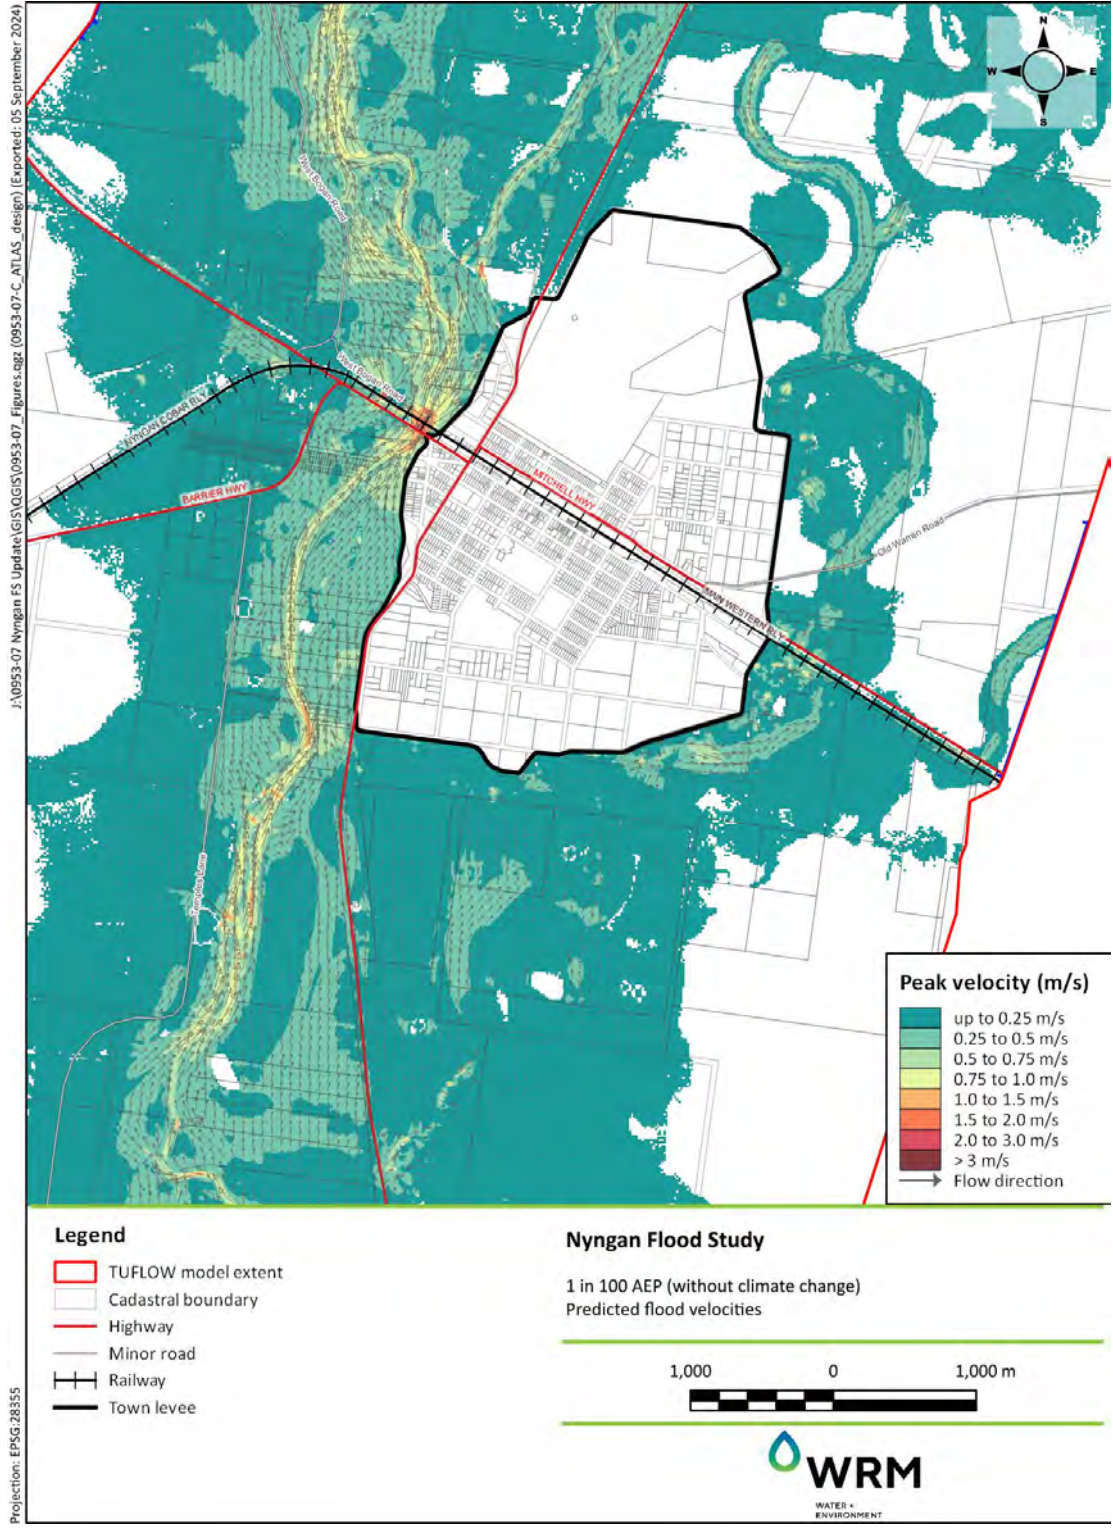 J:\0953-07 Nyngan FS Update\GIS\QGIS\0953-07_Figures.qgz (0953-07-C_ATLAS_design) [Exported: 05 September 2024)
N
W
E
S
West Bogan Road
West Bogan Road
NYNGAN COBAR RLY
BARRIER HWY
MITCHELL HWY
Old Warren Road
MAIN WESTERN RLY
Temples Lane
Peak velocity (m/s)
up to 0.25 m/s
0.25 to 0.5 m/s
0.5 to 0.75 m/s
0.75 to 1.0 m/s
1.0 to 1.5 m/s
1.5 to 2.0 m/s
2.0 to 3.0 m/s
> 3 m/s
Flow direction
Legend
TUFLOW model extent
Cadastral boundary
Highway
Minor road
Railway
Town levee
Nyngan Flood Study
1 in 100 AEP (without climate change)
Predicted flood velocities
1,000 0 1,000 m
WRM
WATER +
ENVIRONMENT
Projection: EPSG:28355